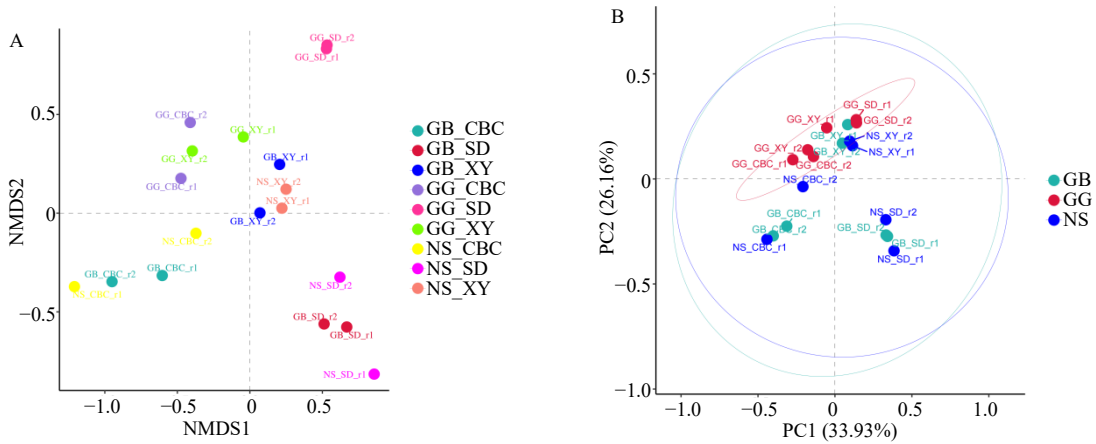 A
GG_SD_r2
GG_SD_r1
GG_CBC_r2
GG_XY_r1
GG_XY_r2
GB_XY_r1
GG_CBC_r1
NS_XY_r2
NS_XY_r1
GB_XY_r2
NS_CBC_r2
GB_CBC_r2
GB_CBC_r1
NS_CBC_r1
NS_SD_r2
GB_SD_r2
GB_SD_r1
NS_SD_r1
0.5
0
−0.5
−1.0
−0.5
0
0.5
NMDS1
NMDS2
GB_CBC
GB_SD
GB_XY
GG_CBC
GG_SD
GG_XY
NS_CBC
NS_SD
NS_XY
B
GG_SD_r1
GG_XY_r1
GG_SD_r2
GB_XY_r1
NS_XY_r2
GG_XY_r2
GB_XY_r2
NS_XY_r1
GG_CBC_r1
GG_CBC_r2
NS_CBC_r2
GB_CBC_r1
NS_SD_r2
GB_CBC_r2
GB_SD_r2
NS_CBC_r1
GB_SD_r1
NS_SD_r1
0.5
0
−0.5
−1.0
−1.0
−0.5
0
0.5
1.0
PC1 (33.93%)
PC2 (26.16%)
GB
GG
NS